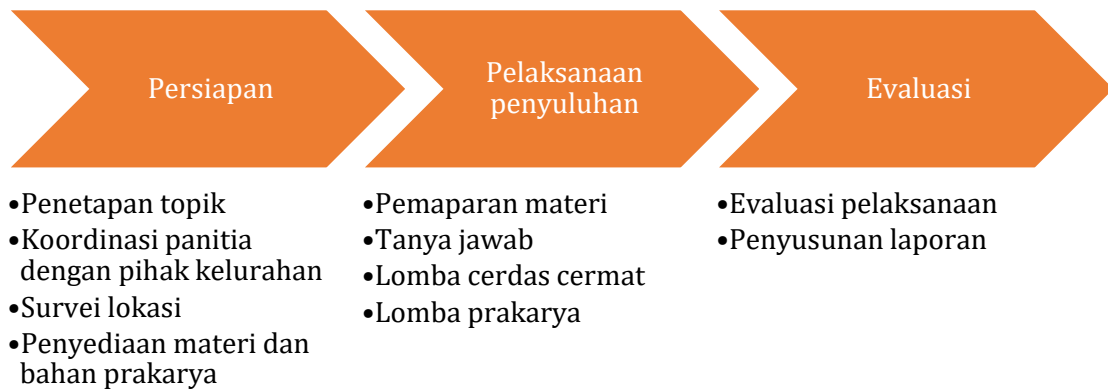 Persiapan
•Penetapan topik
•Koordinasi panitia
dengan pihak kelurahan
•Survei lokasi
•Penyediaan materi dan
bahan prakarya
Pelaksanaan
penyuluhan
•Pemaparan materi
•Tanya jawab
•Lomba cerdas cermat
•Lomba prakarya
Evaluasi
•Evaluasi pelaksanaan
•Penyusunan laporan